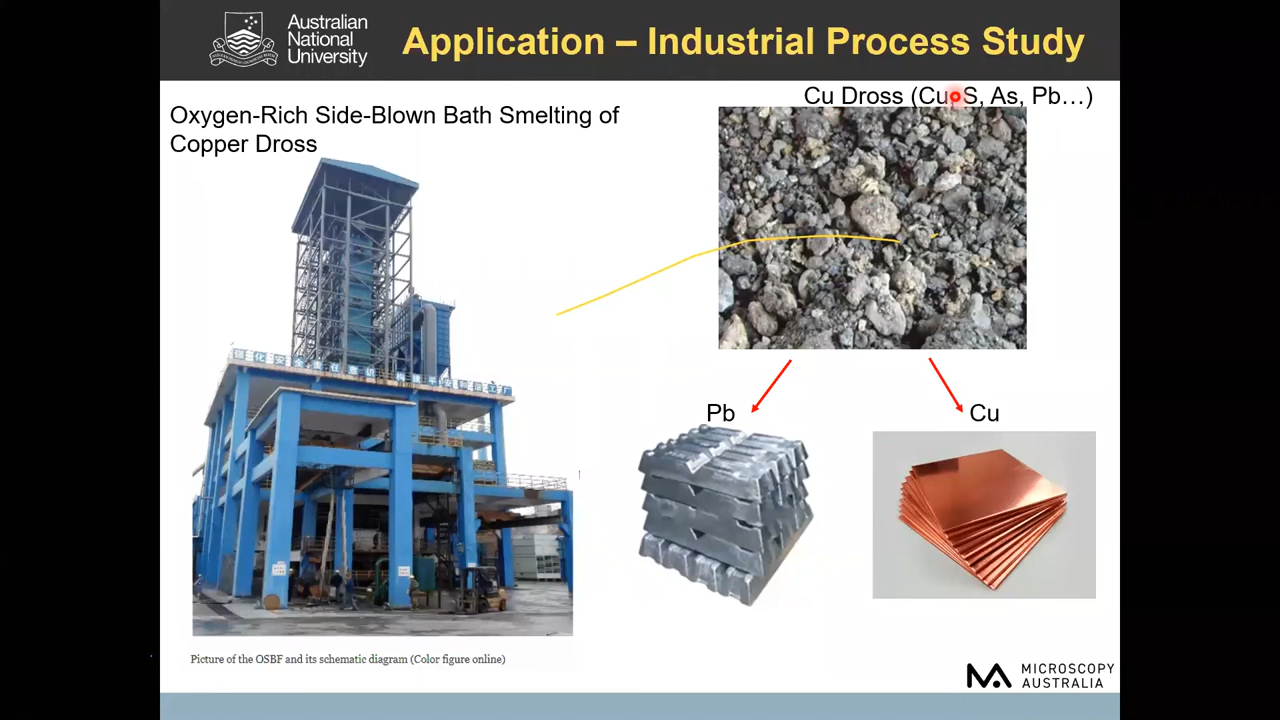 Australian
National
University
Application – Industrial Process Study
Oxygen-Rich Side-Blown Bath Smelting of
Copper Dross
Cu Dross (Cu, S, As, Pb…)
Pb
Cu
Picture of the OSBF and its schematic diagram (Color figure online)
MICROSCOPY
AUSTRALIA